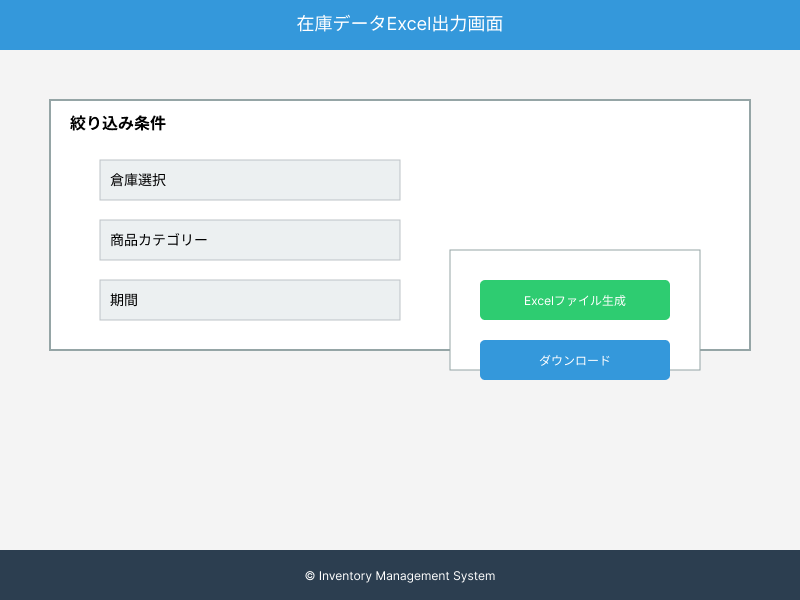 在庫データExcel出力画面
絞り込み条件
倉庫選択
商品カテゴリー
期間
Excelファイル生成
ダウンロード
© Inventory Management System